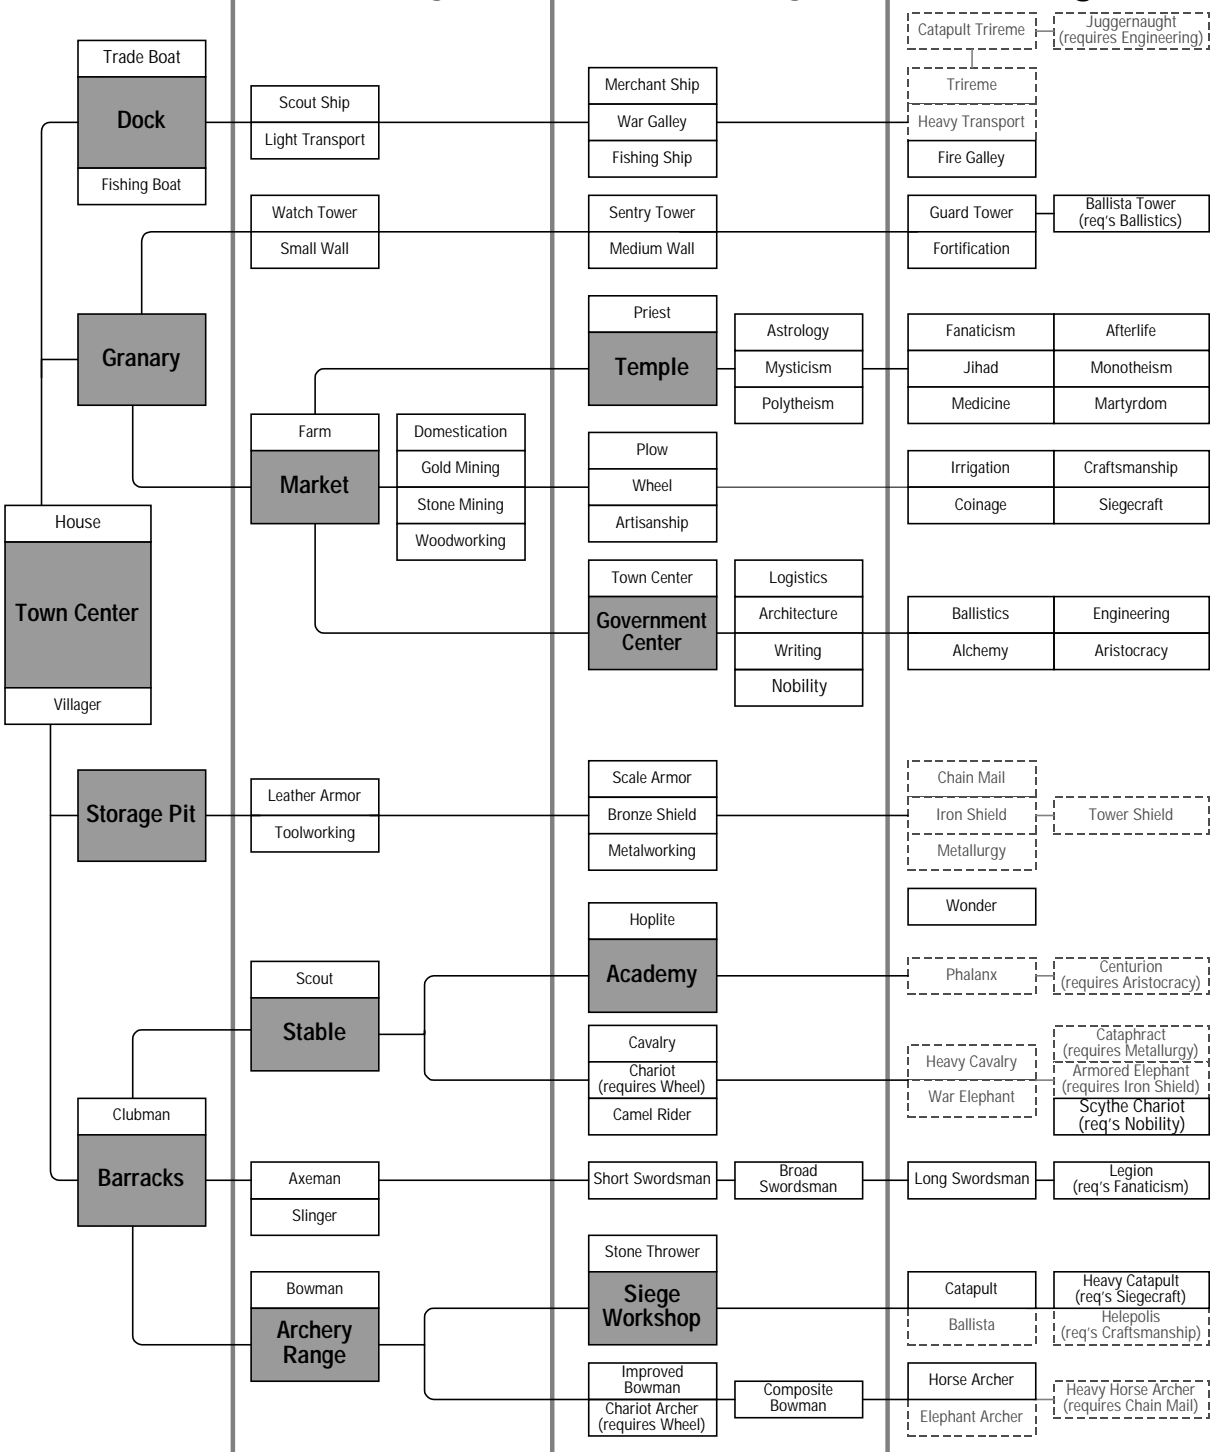 Catapult Trireme
Juggernaught
(requires Engineering)
Trade Boat
Dock
Fishing Boat
Scout Ship
Light Transport
Merchant Ship
War Galley
Fishing Ship
Trireme
Heavy Transport
Fire Galley
Watch Tower
Small Wall
Sentry Tower
Medium Wall
Guard Tower
Fortification
Ballista Tower
(req's Ballistics)
Granary
Priest
Temple
Astrology
Mysticism
Polytheism
Fanaticism
Afterlife
Jihad
Monotheism
Medicine
Martyrdom
Farm
Market
Domestication
Gold Mining
Stone Mining
Woodworking
Plow
Wheel
Artisanship
Irrigation
Craftsmanship
Coinage
Siegecraft
House
Town Center
Villager
Town Center
Government
Center
Logistics
Architecture
Writing
Nobility
Ballistics
Engineering
Alchemy
Aristocracy
Storage Pit
Leather Armor
Toolworking
Scale Armor
Bronze Shield
Metalworking
Chain Mail
Iron Shield
Metallurgy
Tower Shield
Wonder
Hoplite
Academy
Phalanx
Centurion
(requires Aristocracy)
Scout
Stable
Cavalry
Chariot
(requires Wheel)
Camel Rider
Heavy Cavalry
War Elephant
Cataphract
(requires Metallurgy)
Armored Elephant
(requires Iron Shield)
Scythe Chariot
(req's Nobility)
Clubman
Barracks
Axeman
Slinger
Short Swordsman
Broad
Swordsman
Long Swordsman
Legion
(req's Fanaticism)
Bowman
Archery
Range
Stone Thrower
Siege
Workshop
Catapult
Ballista
Heavy Catapult
(req's Siegecraft)
Helepolis
(req's Craftsmanship)
Improved
Bowman
Chariot Archer
(requires Wheel)
Composite
Bowman
Horse Archer
Elephant Archer
Heavy Horse Archer
(requires Chain Mail)